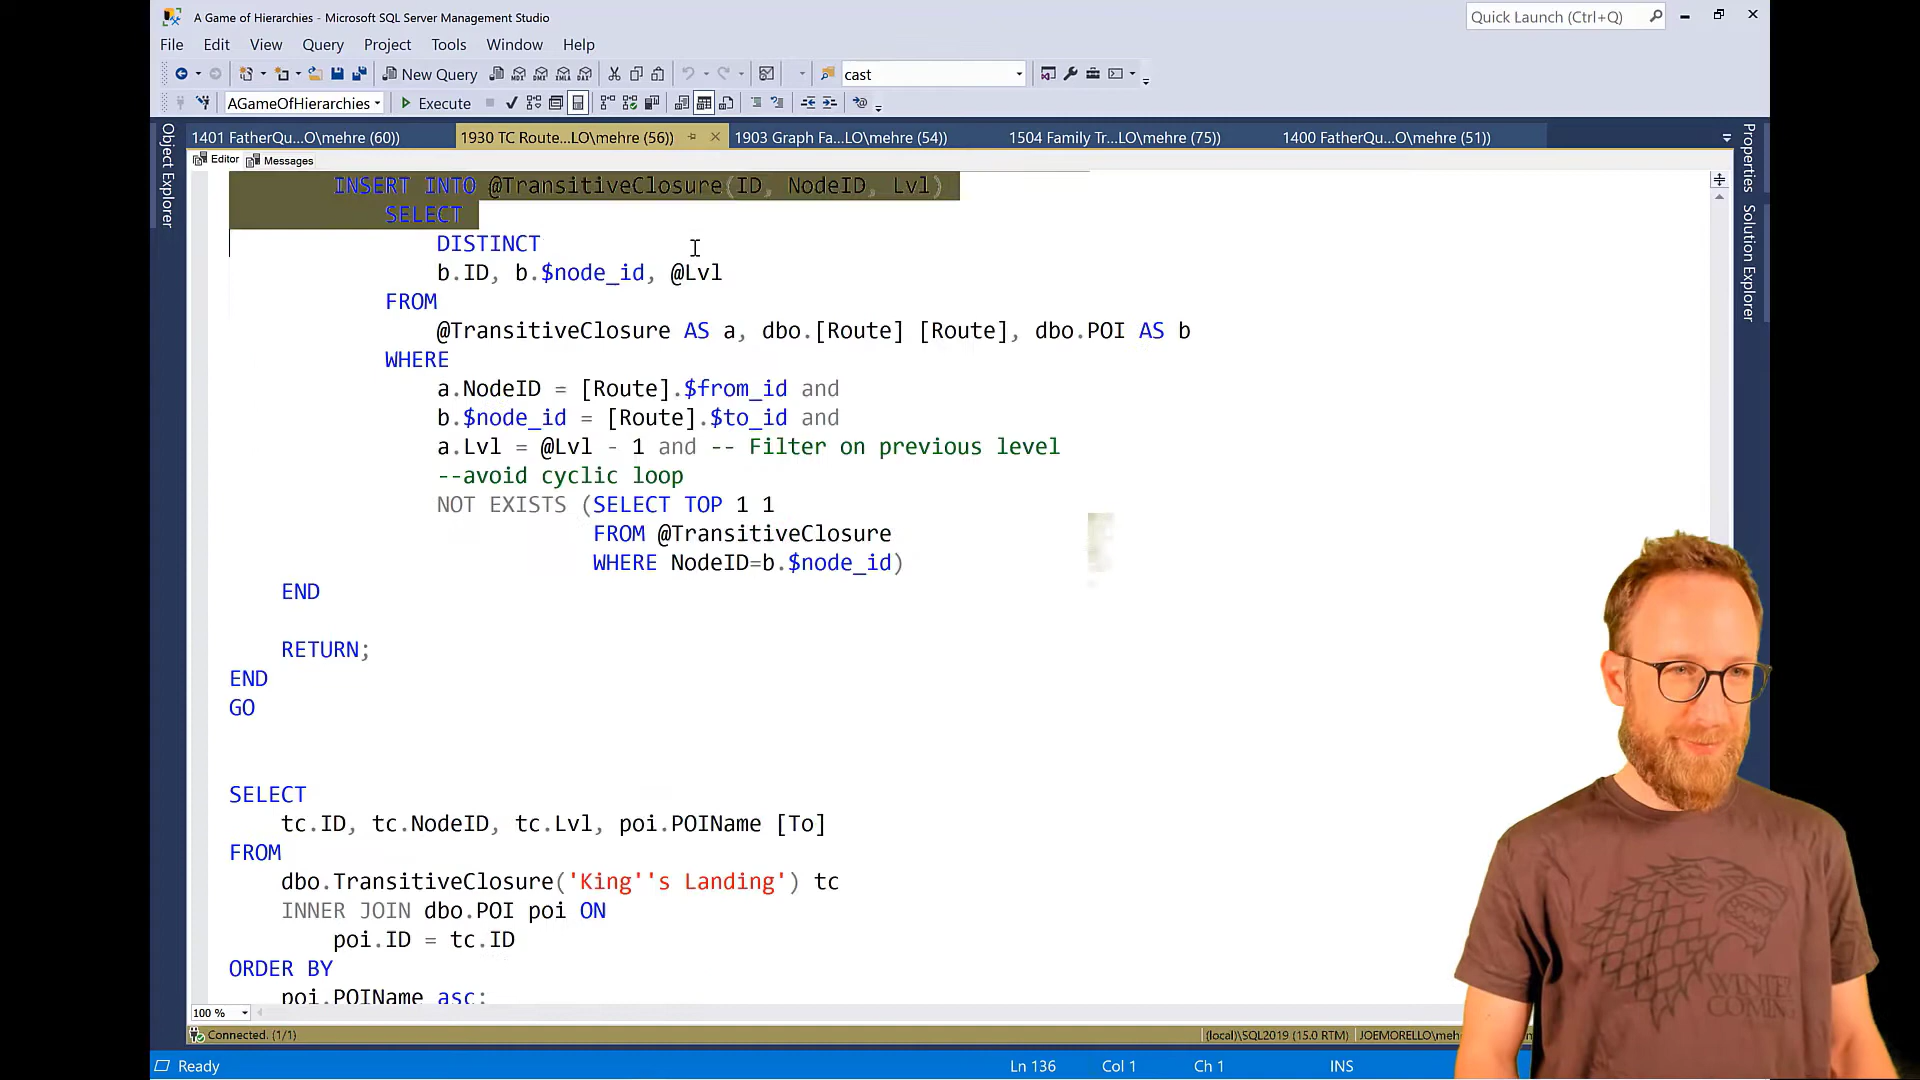 A Game of Hierarchies - Microsoft SQL Server Management Studio
Quick Launch (Ctrl+Q)
File Edit View Query Project Tools Window Help
New Query
cast
AGameOfHierarchies
Execute
1401 FatherQu...O\mehre (60))
1930 TC Route...LO\mehre (56))
1903 Graph Fa...LO\mehre (54))
1504 Family Tr...LO\mehre (75))
1400 FatherQu...O\mehre (51))
Object Explorer
Properties
Solution Explorer
Editor Messages
INSERT INTO @TransitiveClosure(ID, NodeID, Lvl)
SELECT
DISTINCT
b.ID, b.$node_id, @Lvl
FROM
@TransitiveClosure AS a, dbo.[Route] [Route], dbo.POI AS b
WHERE
a.NodeID = [Route].$from_id and
b.$node_id = [Route].$to_id and
a.Lvl = @Lvl - 1 and -- Filter on previous level
--avoid cyclic loop
NOT EXISTS (SELECT TOP 1 1
FROM @TransitiveClosure
WHERE NodeID=b.$node_id)
END
RETURN;
END
GO
SELECT
tc.ID, tc.NodeID, tc.Lvl, poi.POIName [To]
FROM
dbo.TransitiveClosure('King''s Landing') tc
INNER JOIN dbo.POI poi ON
poi.ID = tc.ID
ORDER BY
poi.POIName asc;
100 %
Connected. (1/1)
(local)\SQL2019 (15.0 RTM)
JOEMORELLO\meh
Ready
Ln 136
Col 1
Ch 1
INS
WINTER
COMING